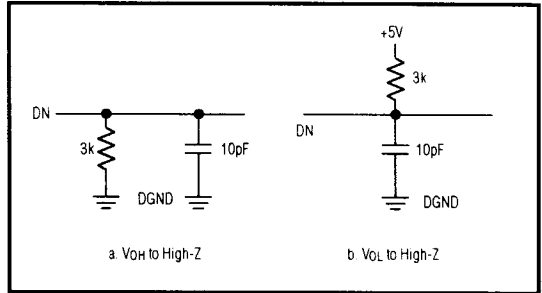 +5V
3k
DN
DN
3k
10pF
10pF
DGND
DGND
a. VOH to High-Z
b. VOL to High-Z